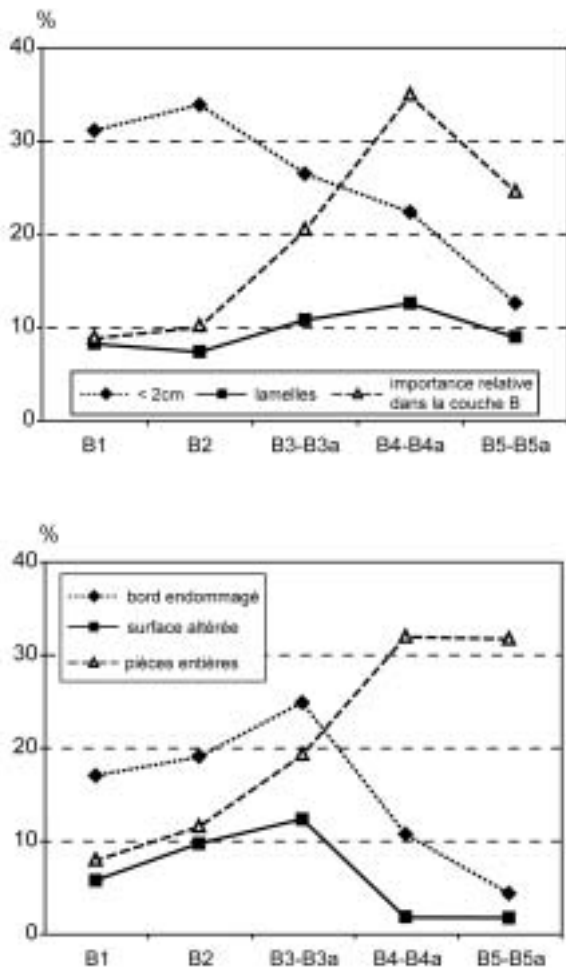 %
40
30
20
10
0
< 2cm
lamelles
importance relative
dans la couche B
B1 B2 B3-B3a B4-B4a B5-B5a
%
40
30
20
10
0
bord endommagé
surface altérée
pièces entières
B1 B2 B3-B3a B4-B4a B5-B5a